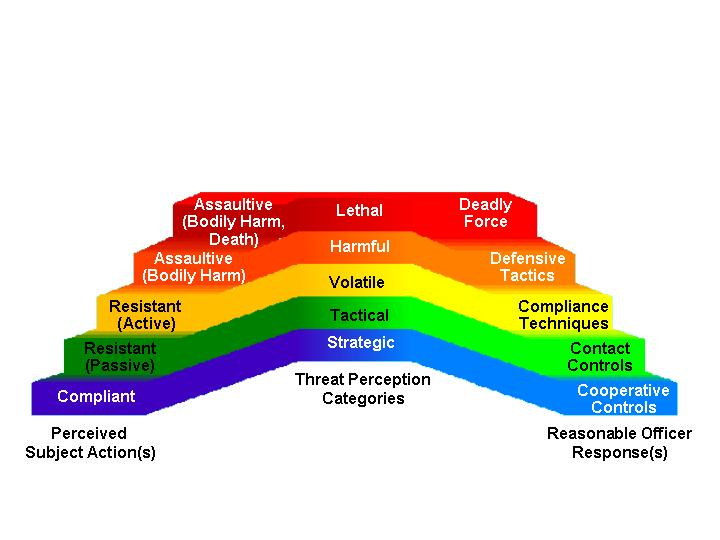 Assaultive
(Bodily Harm,
Death)
Lethal
Deadly
Force
Assaultive
(Bodily Harm)
Harmful
Defensive
Tactics
Resistant
(Active)
Volatile
Compliance
Techniques
Resistant
(Passive)
Tactical
Contact
Controls
Compliant
Strategic
Cooperative
Controls
Perceived
Subject Action(s)
Threat Perception
Categories
Reasonable Officer
Response(s)